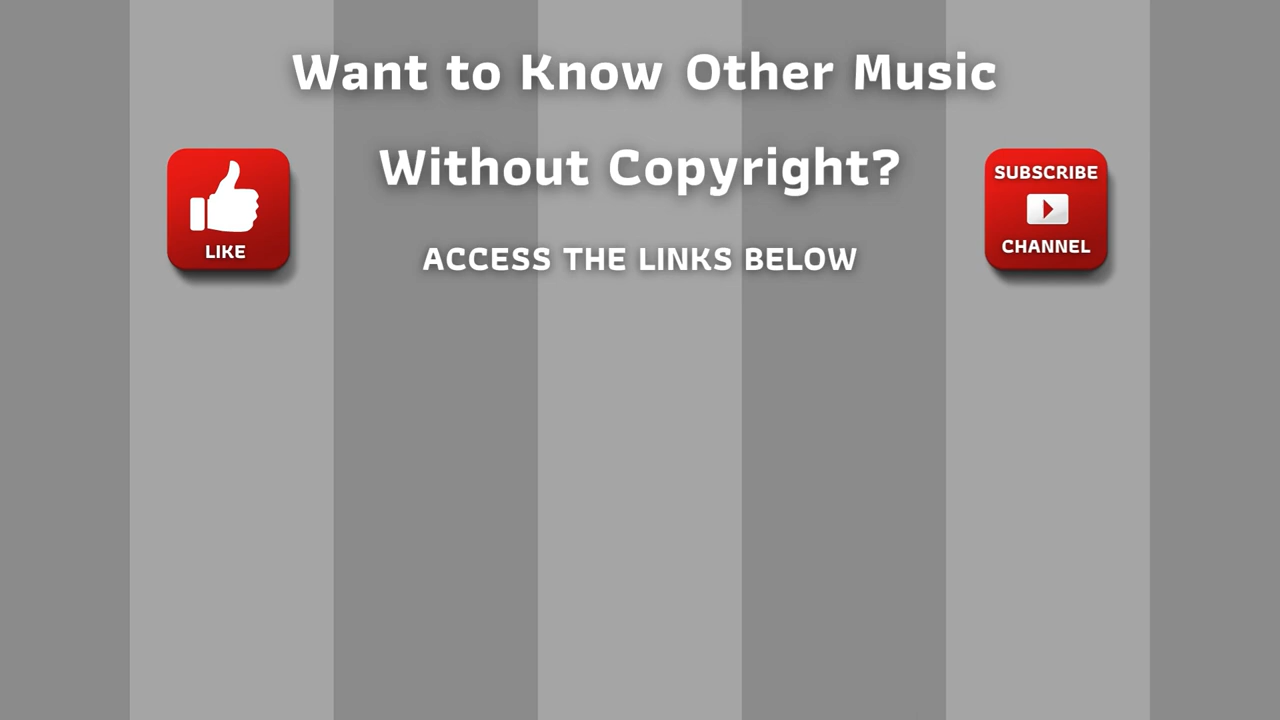 Want to Know Other Music
Without Copyright?
LIKE
SUBSCRIBE
CHANNEL
ACCESS THE LINKS BELOW